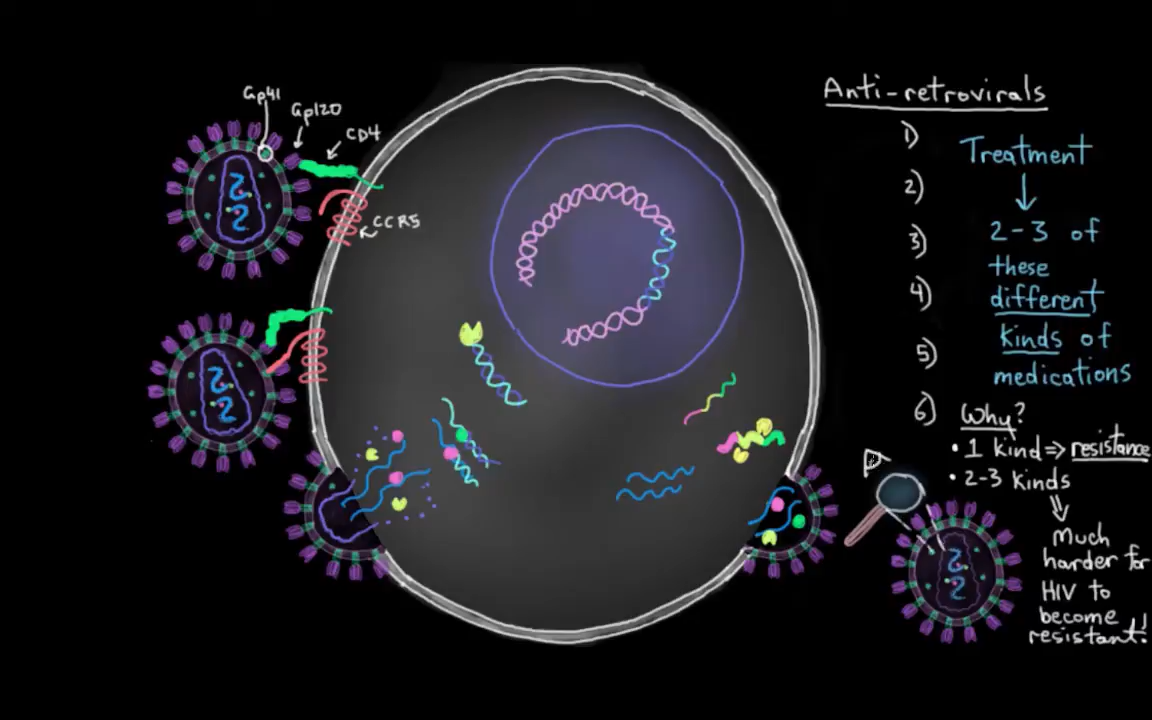 Gp41
Gp120
CD4
CCR5
Anti-retrovirals
1)
2)
3)
4)
5)
6)
Treatment
2-3 of
these
different
kinds of
medications
Why?
• 1 kind => resistance
• 2-3 kinds
Much
harder for
HIV to
become
resistant!!